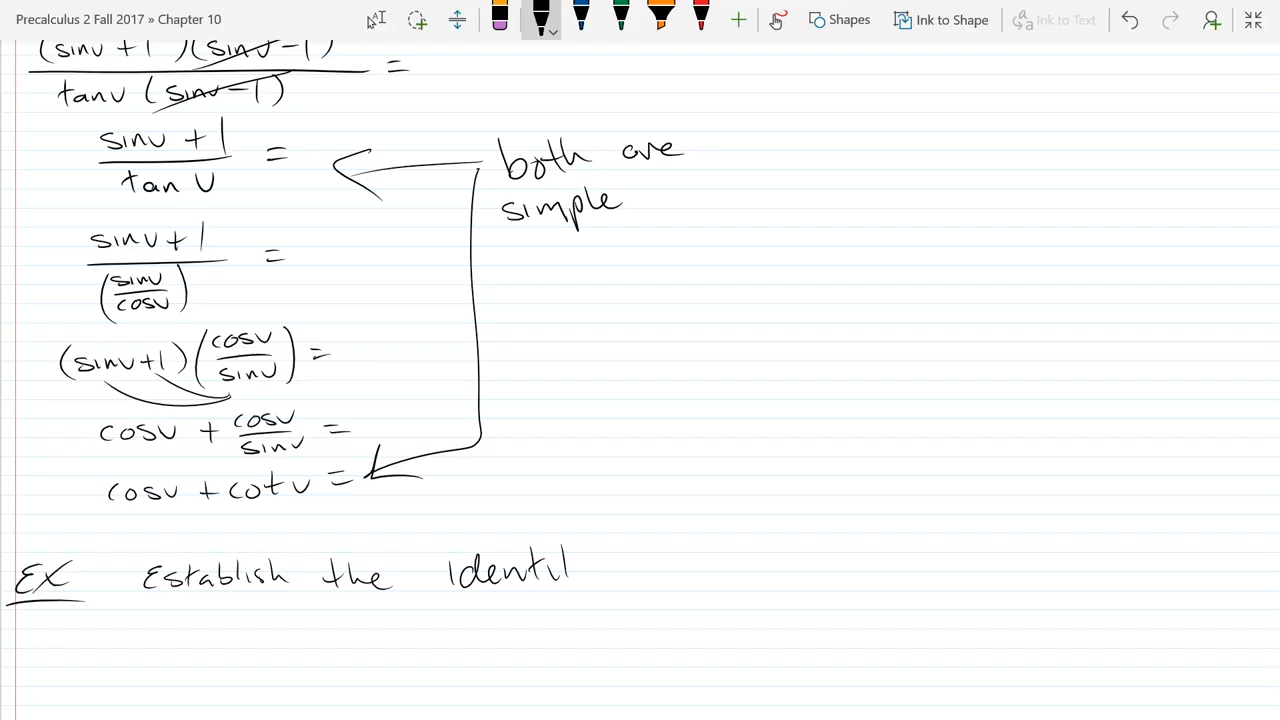 Precalculus 2 Fall 2017 » Chapter 10
Shapes
Ink to Shape
Ink to Text
(sinv + 1)(sinv - 1)
tanv (sinv - 1)
=
sinv + 1
tan v
=
both are
simple
sinv + 1
(sinv
cosv)
=
(sinv + 1)(cosv
sinv) =
cosv + cosv
sinv =
cosv + cotv =
EX Establish the Identit